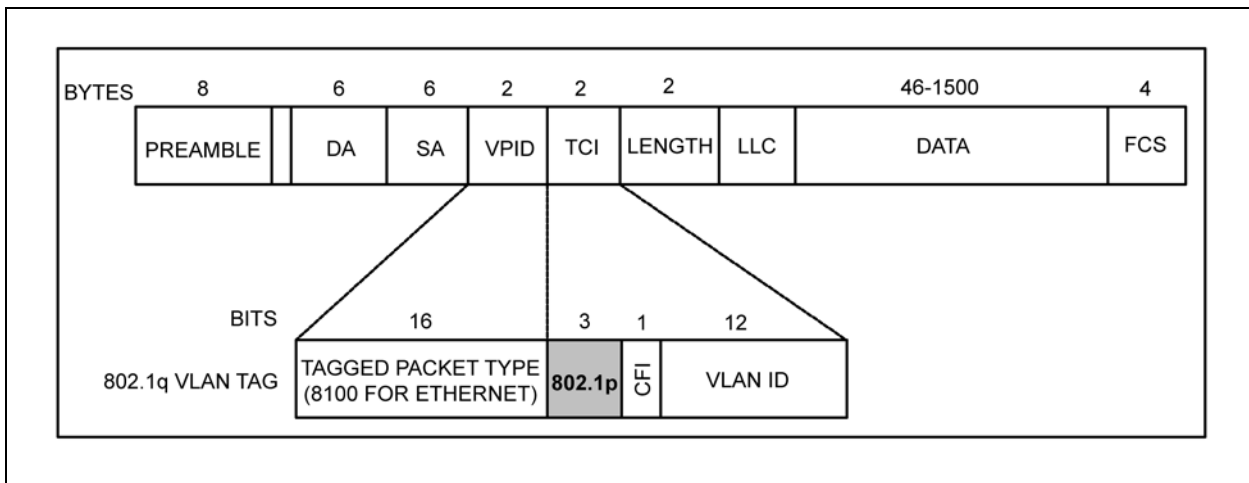 BYTES 8 6 6 2 2 2 46-1500 4
PREAMBLE DA SA VPID TCI LENGTH LLC DATA FCS
BITS 16 3 1 12
802.1q VLAN TAG TAGGED PACKET TYPE (8100 FOR ETHERNET) 802.1p CFI VLAN ID